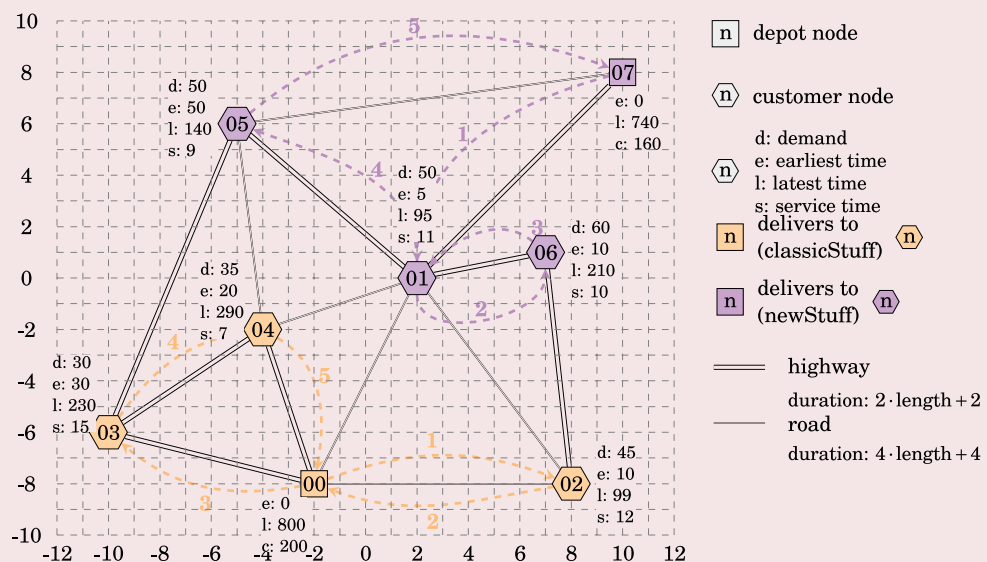 10
8
6
4
2
0
-2
-4
-6
-8
-10
-12
-10
-8
-6
-4
-2
0
2
4
6
8
10
12
5
07
e: 0
l: 740
c: 160
d: 50
e: 50
l: 140
s: 9
05
1
4
d: 50
e: 5
l: 95
s: 11
01
3
06
d: 60
e: 10
l: 210
s: 10
2
d: 35
e: 20
l: 290
s: 7
04
4
5
d: 30
e: 30
l: 230
s: 15
03
3
00
e: 0
l: 800
c: 200
1
2
02
d: 45
e: 10
l: 99
s: 12
n depot node
n customer node
n
d: demand
e: earliest time
l: latest time
s: service time
n delivers to n
(classicStuff)
n delivers to n
(newStuff)
highway
duration: 2·length+2
road
duration: 4·length+4